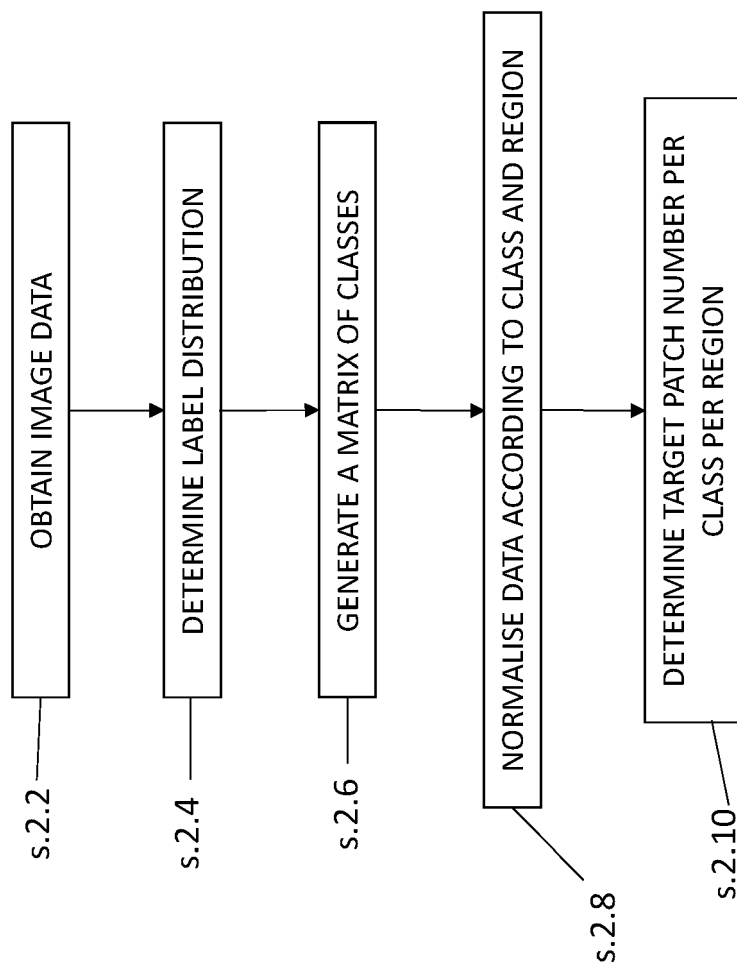 s.2.2
OBTAIN IMAGE DATA
s.2.4
DETERMINE LABEL DISTRIBUTION
s.2.6
GENERATE A MATRIX OF CLASSES
s.2.8
NORMALISE DATA ACCORDING TO CLASS AND REGION
s.2.10
DETERMINE TARGET PATCH NUMBER PER
CLASS PER REGION